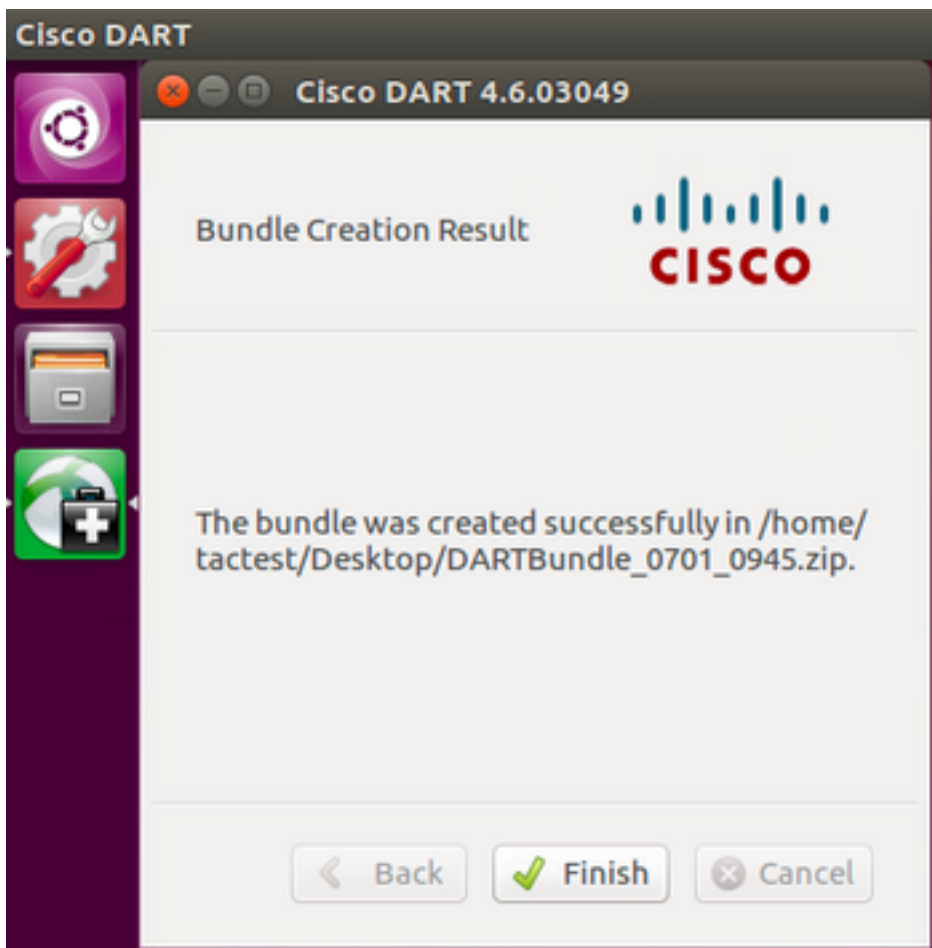 Cisco DART
Cisco DART 4.6.03049
Bundle Creation Result
CISCO
The bundle was created successfully in /home/
tactest/Desktop/DARTBundle_0701_0945.zip.
Back
Finish
Cancel